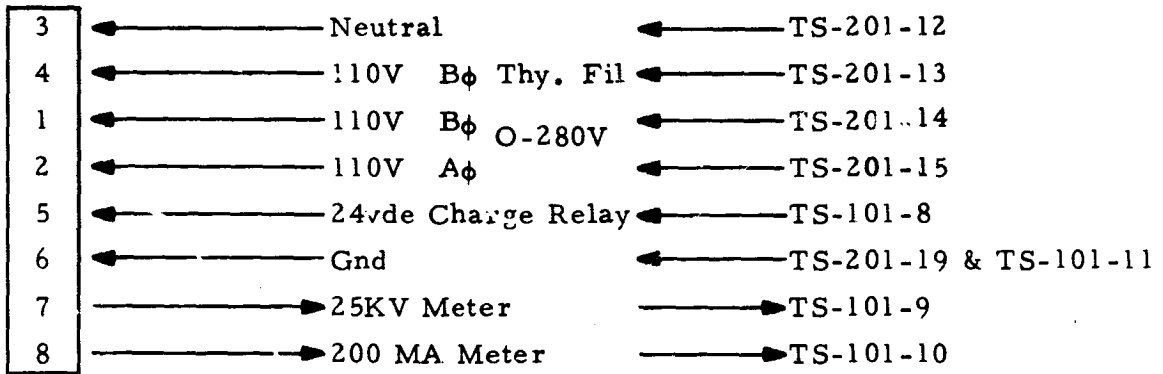 3 Neutral TS-201-12
4 110V Bϕ Thy. Fil TS-201-13
1 110V Bϕ TS-201-14
O-280V
2 110V Aϕ TS-201-15
5 24vde Charge Relay TS-101-8
6 Gnd TS-201-19 & TS-101-11
7 25KV Meter TS-101-9
8 200 MA Meter TS-101-10